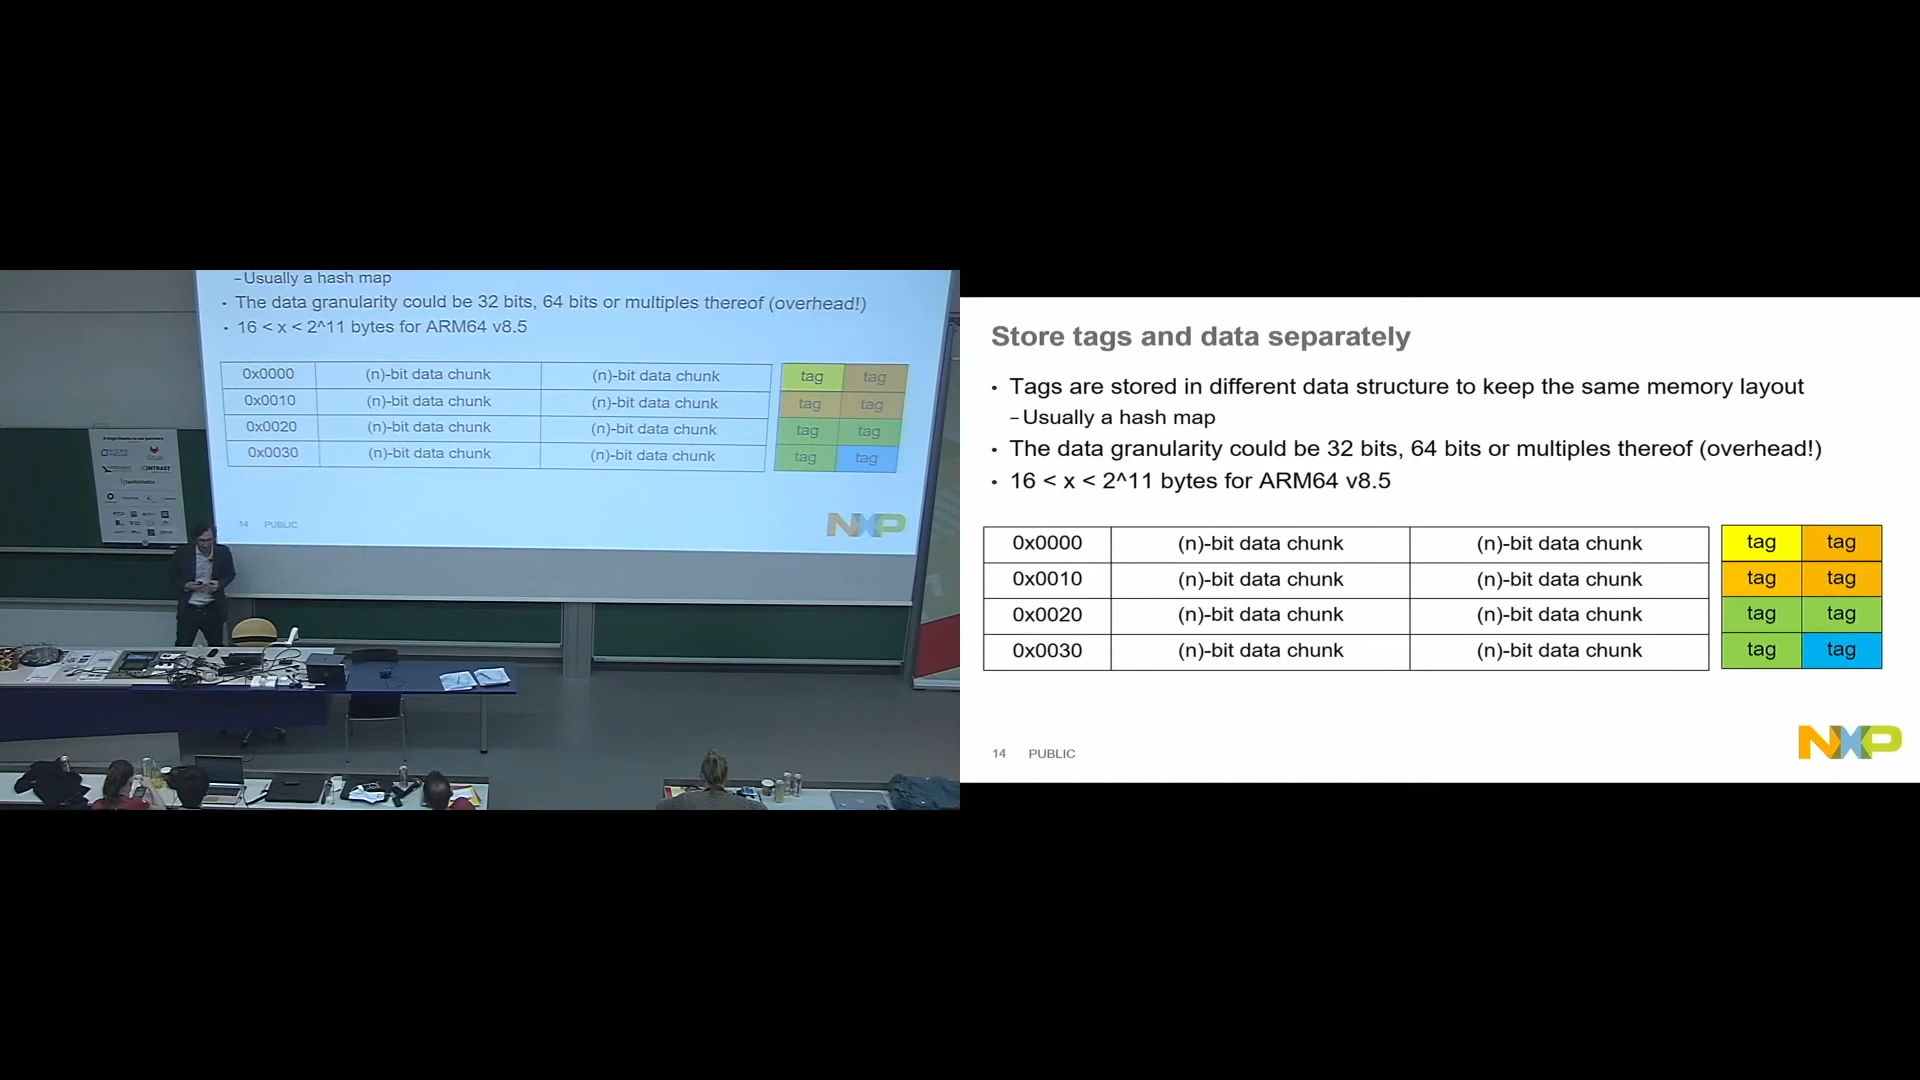 –Usually a hash map
• The data granularity could be 32 bits, 64 bits or multiples thereof (overhead!)
• 16 < x < 2^11 bytes for ARM64 v8.5
0x0000 (n)-bit data chunk (n)-bit data chunk tag tag
0x0010 (n)-bit data chunk (n)-bit data chunk tag tag
0x0020 (n)-bit data chunk (n)-bit data chunk tag tag
0x0030 (n)-bit data chunk (n)-bit data chunk tag tag
14 PUBLIC
NXP
Store tags and data separately
• Tags are stored in different data structure to keep the same memory layout
–Usually a hash map
• The data granularity could be 32 bits, 64 bits or multiples thereof (overhead!)
• 16 < x < 2^11 bytes for ARM64 v8.5
0x0000 (n)-bit data chunk (n)-bit data chunk tag tag
0x0010 (n)-bit data chunk (n)-bit data chunk tag tag
0x0020 (n)-bit data chunk (n)-bit data chunk tag tag
0x0030 (n)-bit data chunk (n)-bit data chunk tag tag
14 PUBLIC
NXP